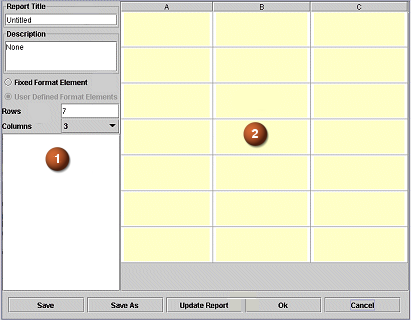 Report Title
A B C
Untitled
Description
None
Fixed Format Element
User Defined Format Elements
Rows 7
Columns 3
1
2
Save Save As Update Report Ok Cancel